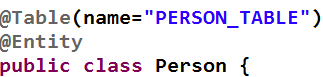 @Table(name="PERSON_TABLE")
@Entity
public class Person {